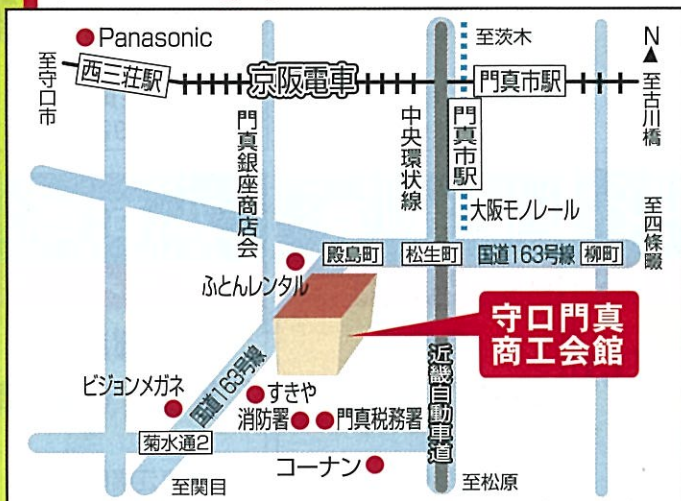 Panasonic
至茨木
N
西三荘駅
京阪電車
門真市駅
至守口市
至古川橋
門真銀座商店会
中央環状線
門真市駅
大阪モノレール
至四條畷
殿島町
松生町
国道163号線
柳町
ふとんレンタル
守口門真
商工会館
国道163号線
近畿自動車道
ビジョンメガネ
すきや
消防署
門真税務署
菊水通2
コーナン
至関目
至松原